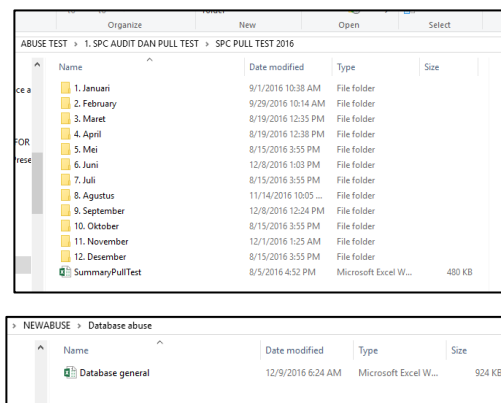 Organize New Open Select
ABUSE TEST > 1. SPC AUDIT DAN PULL TEST > SPC PULL TEST 2016
Name Date modified Type Size
1. Januari 9/1/2016 10:38 AM File folder
2. February 9/29/2016 10:14 AM File folder
3. Maret 8/19/2016 12:35 PM File folder
4. April 8/19/2016 12:38 PM File folder
5. Mei 8/15/2016 3:55 PM File folder
6. Juni 12/8/2016 1:03 PM File folder
7. Juli 8/15/2016 3:55 PM File folder
8. Agustus 11/14/2016 10:05 ... File folder
9. September 12/8/2016 12:24 PM File folder
10. Oktober 8/15/2016 3:55 PM File folder
11. November 12/1/2016 1:25 AM File folder
12. Desember 8/15/2016 3:55 PM File folder
SummaryPullTest 8/5/2016 4:52 PM Microsoft Excel W... 480 KB
ce a
FOR
Prese
> NEWABUSE > Database abuse
Name Date modified Type Size
Database general 12/9/2016 6:24 AM Microsoft Excel W... 924 KB